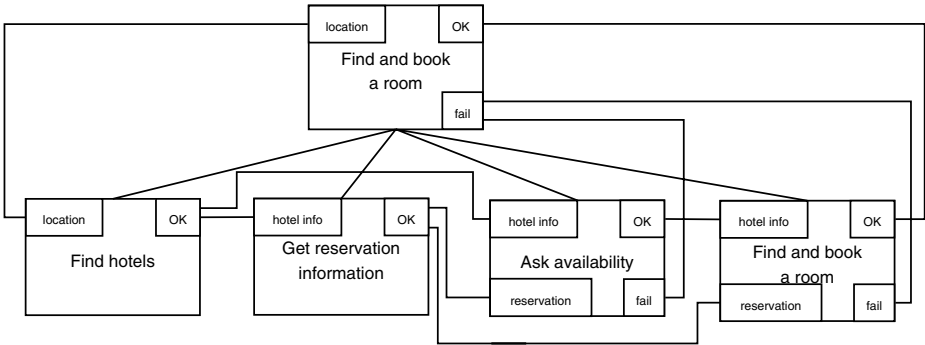 location
OK
Find and book
a room
fail
location
OK
Find hotels
hotel info
OK
Get reservation
information
hotel info
OK
Ask availability
reservation
fail
hotel info
OK
Find and book
a room
reservation
fail